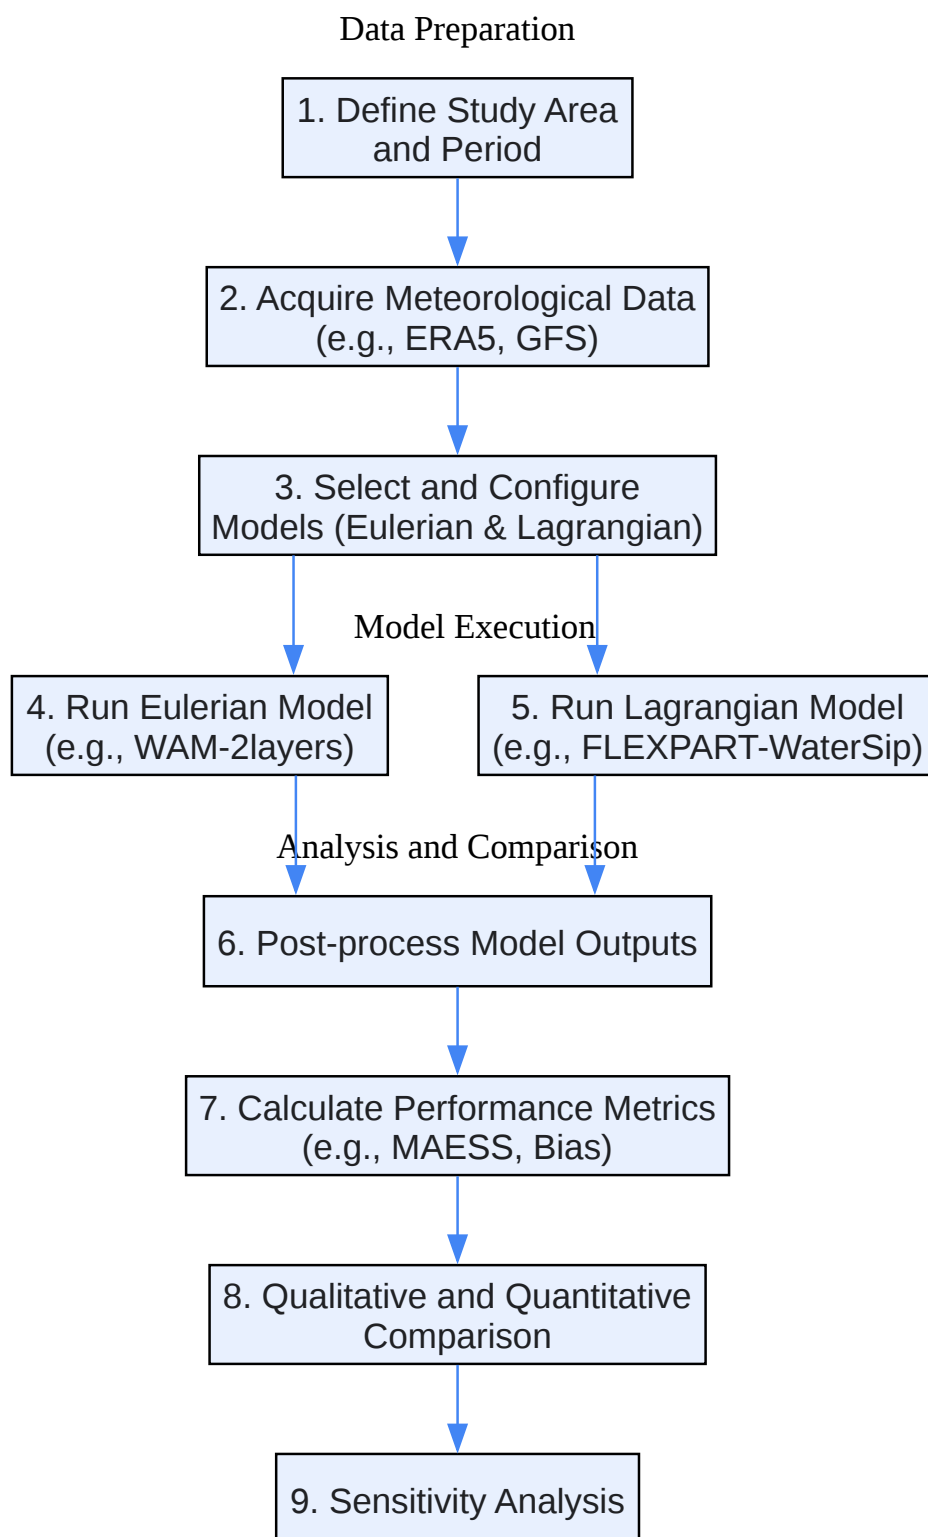 Data Preparation
1. Define Study Area
and Period
2. Acquire Meteorological Data
(e.g., ERA5, GFS)
3. Select and Configure
Models (Eulerian & Lagrangian)
Model Execution
4. Run Eulerian Model
(e.g., WAM-2layers)
5. Run Lagrangian Model
(e.g., FLEXPART-WaterSip)
Analysis and Comparison
6. Post-process Model Outputs
7. Calculate Performance Metrics
(e.g., MAESS, Bias)
8. Qualitative and Quantitative
Comparison
9. Sensitivity Analysis